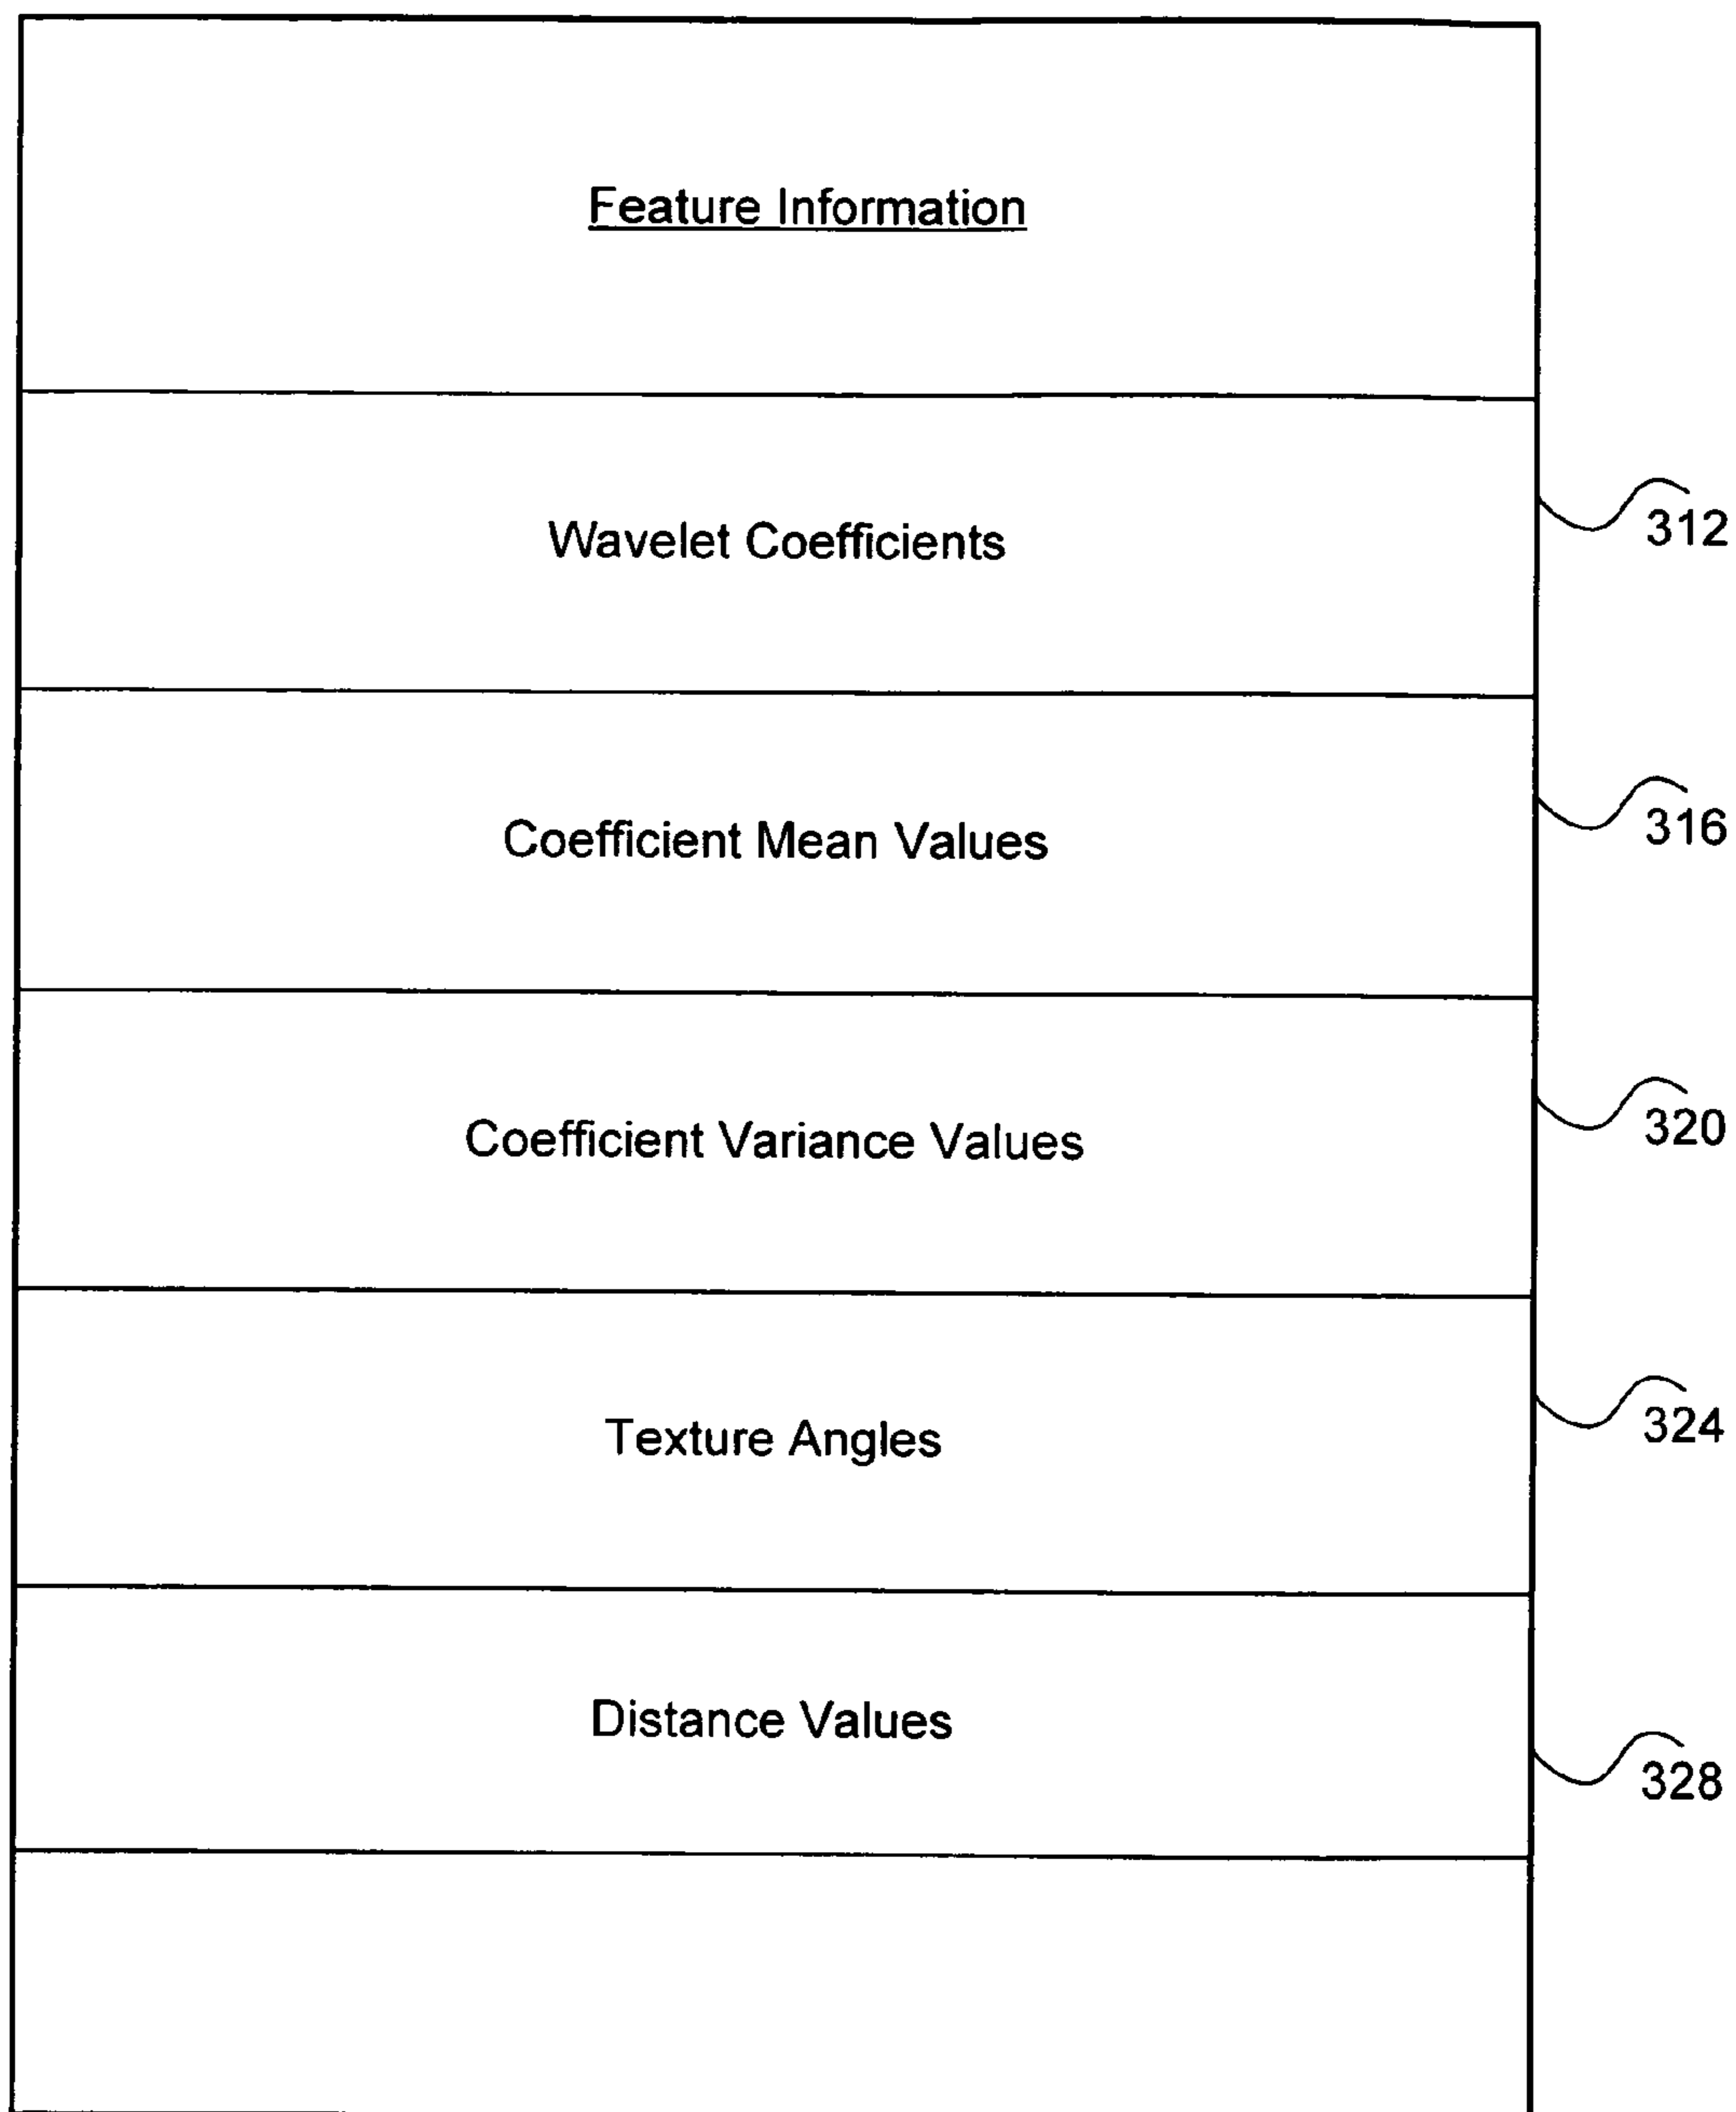 Feature Information
Wavelet Coefficients
312
Coefficient Mean Values
316
Coefficient Variance Values
320
Texture Angles
324
Distance Values
328